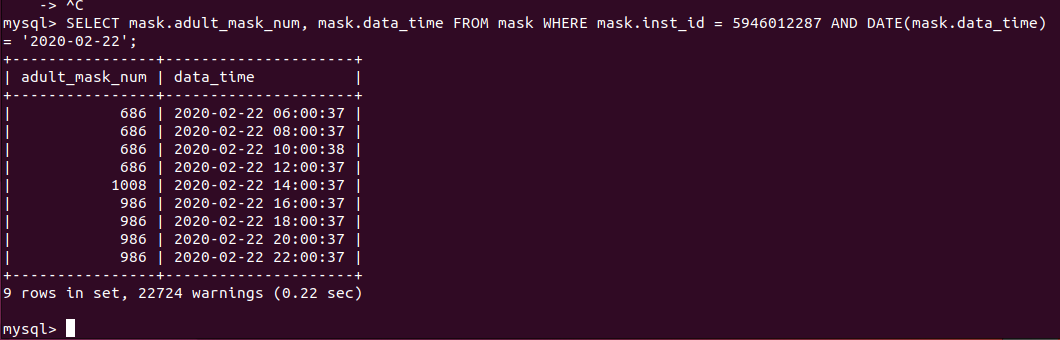 -> ^C
mysql> SELECT mask.adult_mask_num, mask.data_time FROM mask WHERE mask.inst_id = 5946012287 AND DATE(mask.data_time)
= '2020-02-22';
+----------------+---------------------+
| adult_mask_num | data_time           |
+----------------+---------------------+
|            686 | 2020-02-22 06:00:37 |
|            686 | 2020-02-22 08:00:37 |
|            686 | 2020-02-22 10:00:38 |
|            686 | 2020-02-22 12:00:37 |
|           1008 | 2020-02-22 14:00:37 |
|            986 | 2020-02-22 16:00:37 |
|            986 | 2020-02-22 18:00:37 |
|            986 | 2020-02-22 20:00:37 |
|            986 | 2020-02-22 22:00:37 |
+----------------+---------------------+
9 rows in set, 22724 warnings (0.22 sec)

mysql>